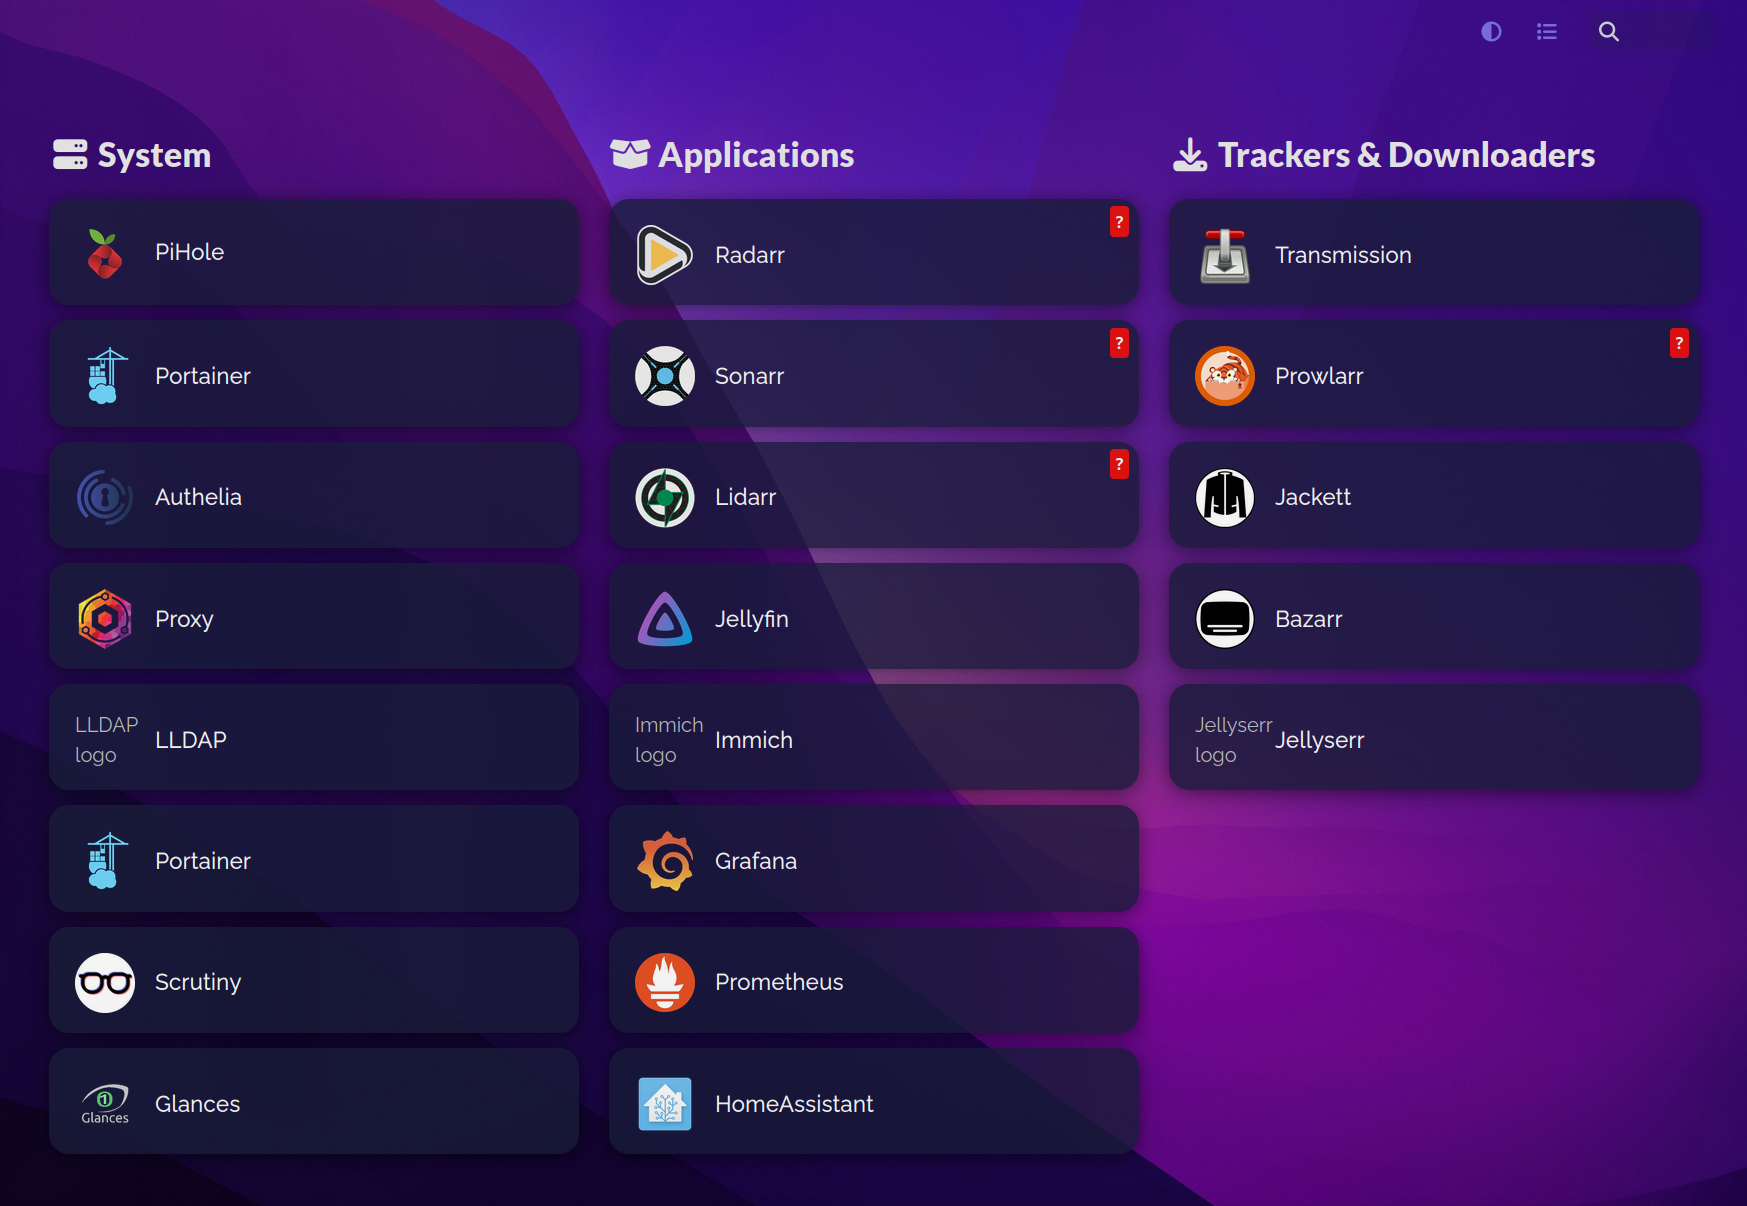 System
PiHole
Portainer
Authelia
Proxy
LLDAP
logo
LLDAP
Portainer
Scrutiny
Glances
Glances
Applications
?
Radarr
?
Sonarr
?
Lidarr
Jellyfin
Immich
logo
Immich
Grafana
Prometheus
HomeAssistant
Trackers & Downloaders
Transmission
?
Prowlarr
Jackett
Bazarr
Jellyserr
logo
Jellyserr